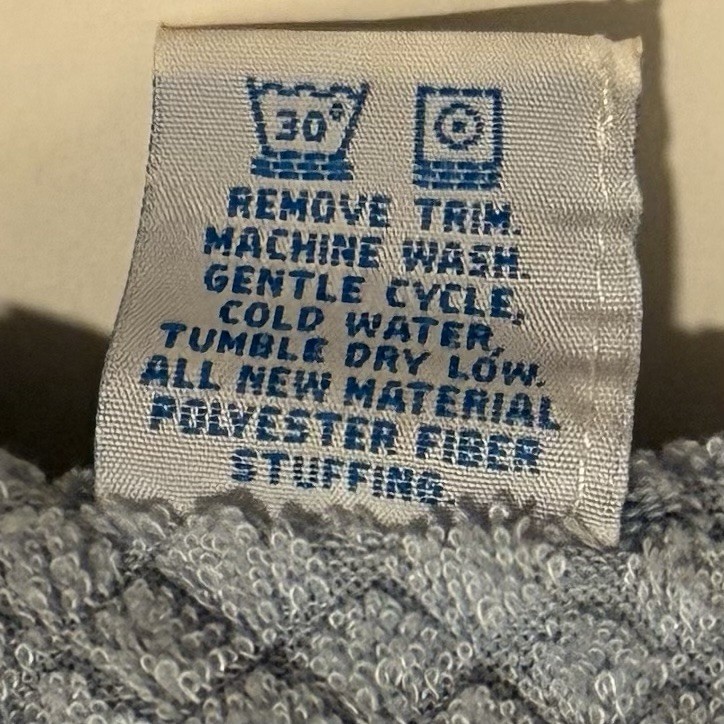 30°
REMOVE TRIM.
MACHINE WASH.
GENTLE CYCLE,
COLD WATER,
TUMBLE DRY LOW.
ALL NEW MATERIAL
POLYESTER FIBER
STUFFING.